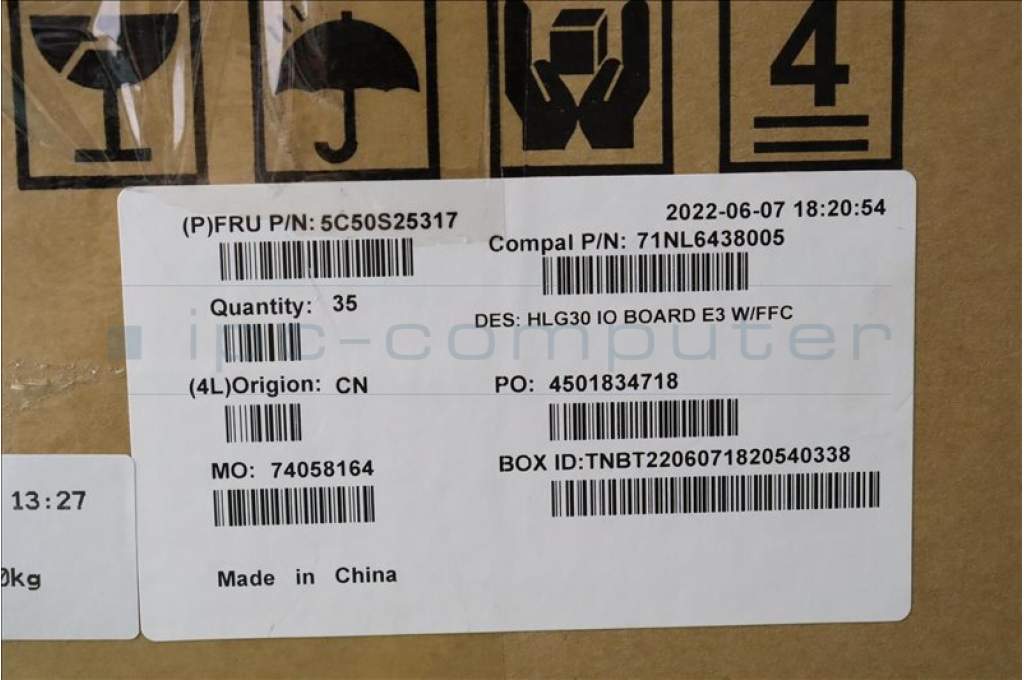 4
(P)FRU P/N: 5C50S25317
2022-06-07 18:20:54
Compal P/N: 71NL6438005
Quantity: 35
DES: HLG30 IO BOARD E3 W/FFC
ipc-computer
(4L)Origion: CN
PO: 4501834718
MO: 74058164
BOX ID:TNBT2206071820540338
13:27
0kg
Made in China